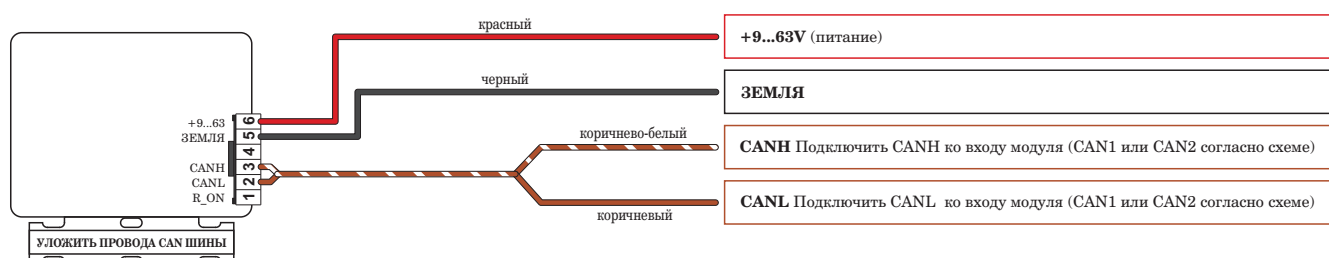 красный
+9...63V (питание)
черный
ЗЕМЛЯ
+9...63
6
ЗЕМЛЯ
5
4
коричнево-белый
CANH Подключить CANH ко входу модуля (CAN1 или CAN2 согласно схеме)
CANH
3
CANL
2
R_ON
1
CANL Подключить CANL ко входу модуля (CAN1 или CAN2 согласно схеме)
коричневый
УЛОЖИТЬ ПРОВОДА CAN ШИНЫ